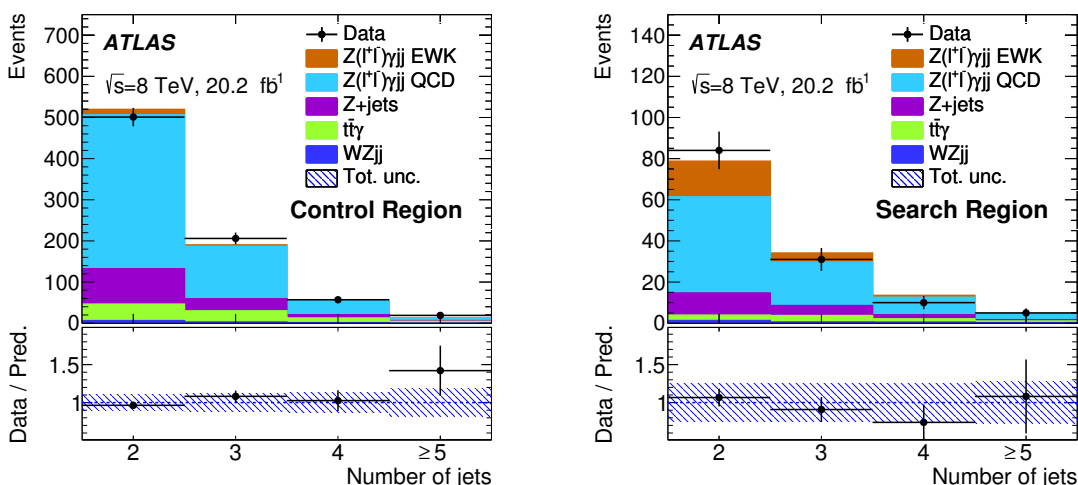 Events
700
600
500
400
300
200
100
0
ATLAS
√s=8 TeV, 20.2 fb⁻¹
Data
Z(l⁺l⁻)γjj EWK
Z(l⁺l⁻)γjj QCD
Z+jets
tt̄γ
WZjj
Tot. unc.
Control Region
Data / Pred.
1.5
1
2
3
4
≥5
Number of jets
Events
140
120
100
80
60
40
20
0
ATLAS
√s=8 TeV, 20.2 fb⁻¹
Data
Z(l⁺l⁻)γjj EWK
Z(l⁺l⁻)γjj QCD
Z+jets
tt̄γ
WZjj
Tot. unc.
Search Region
Data / Pred.
1.5
1
2
3
4
≥5
Number of jets